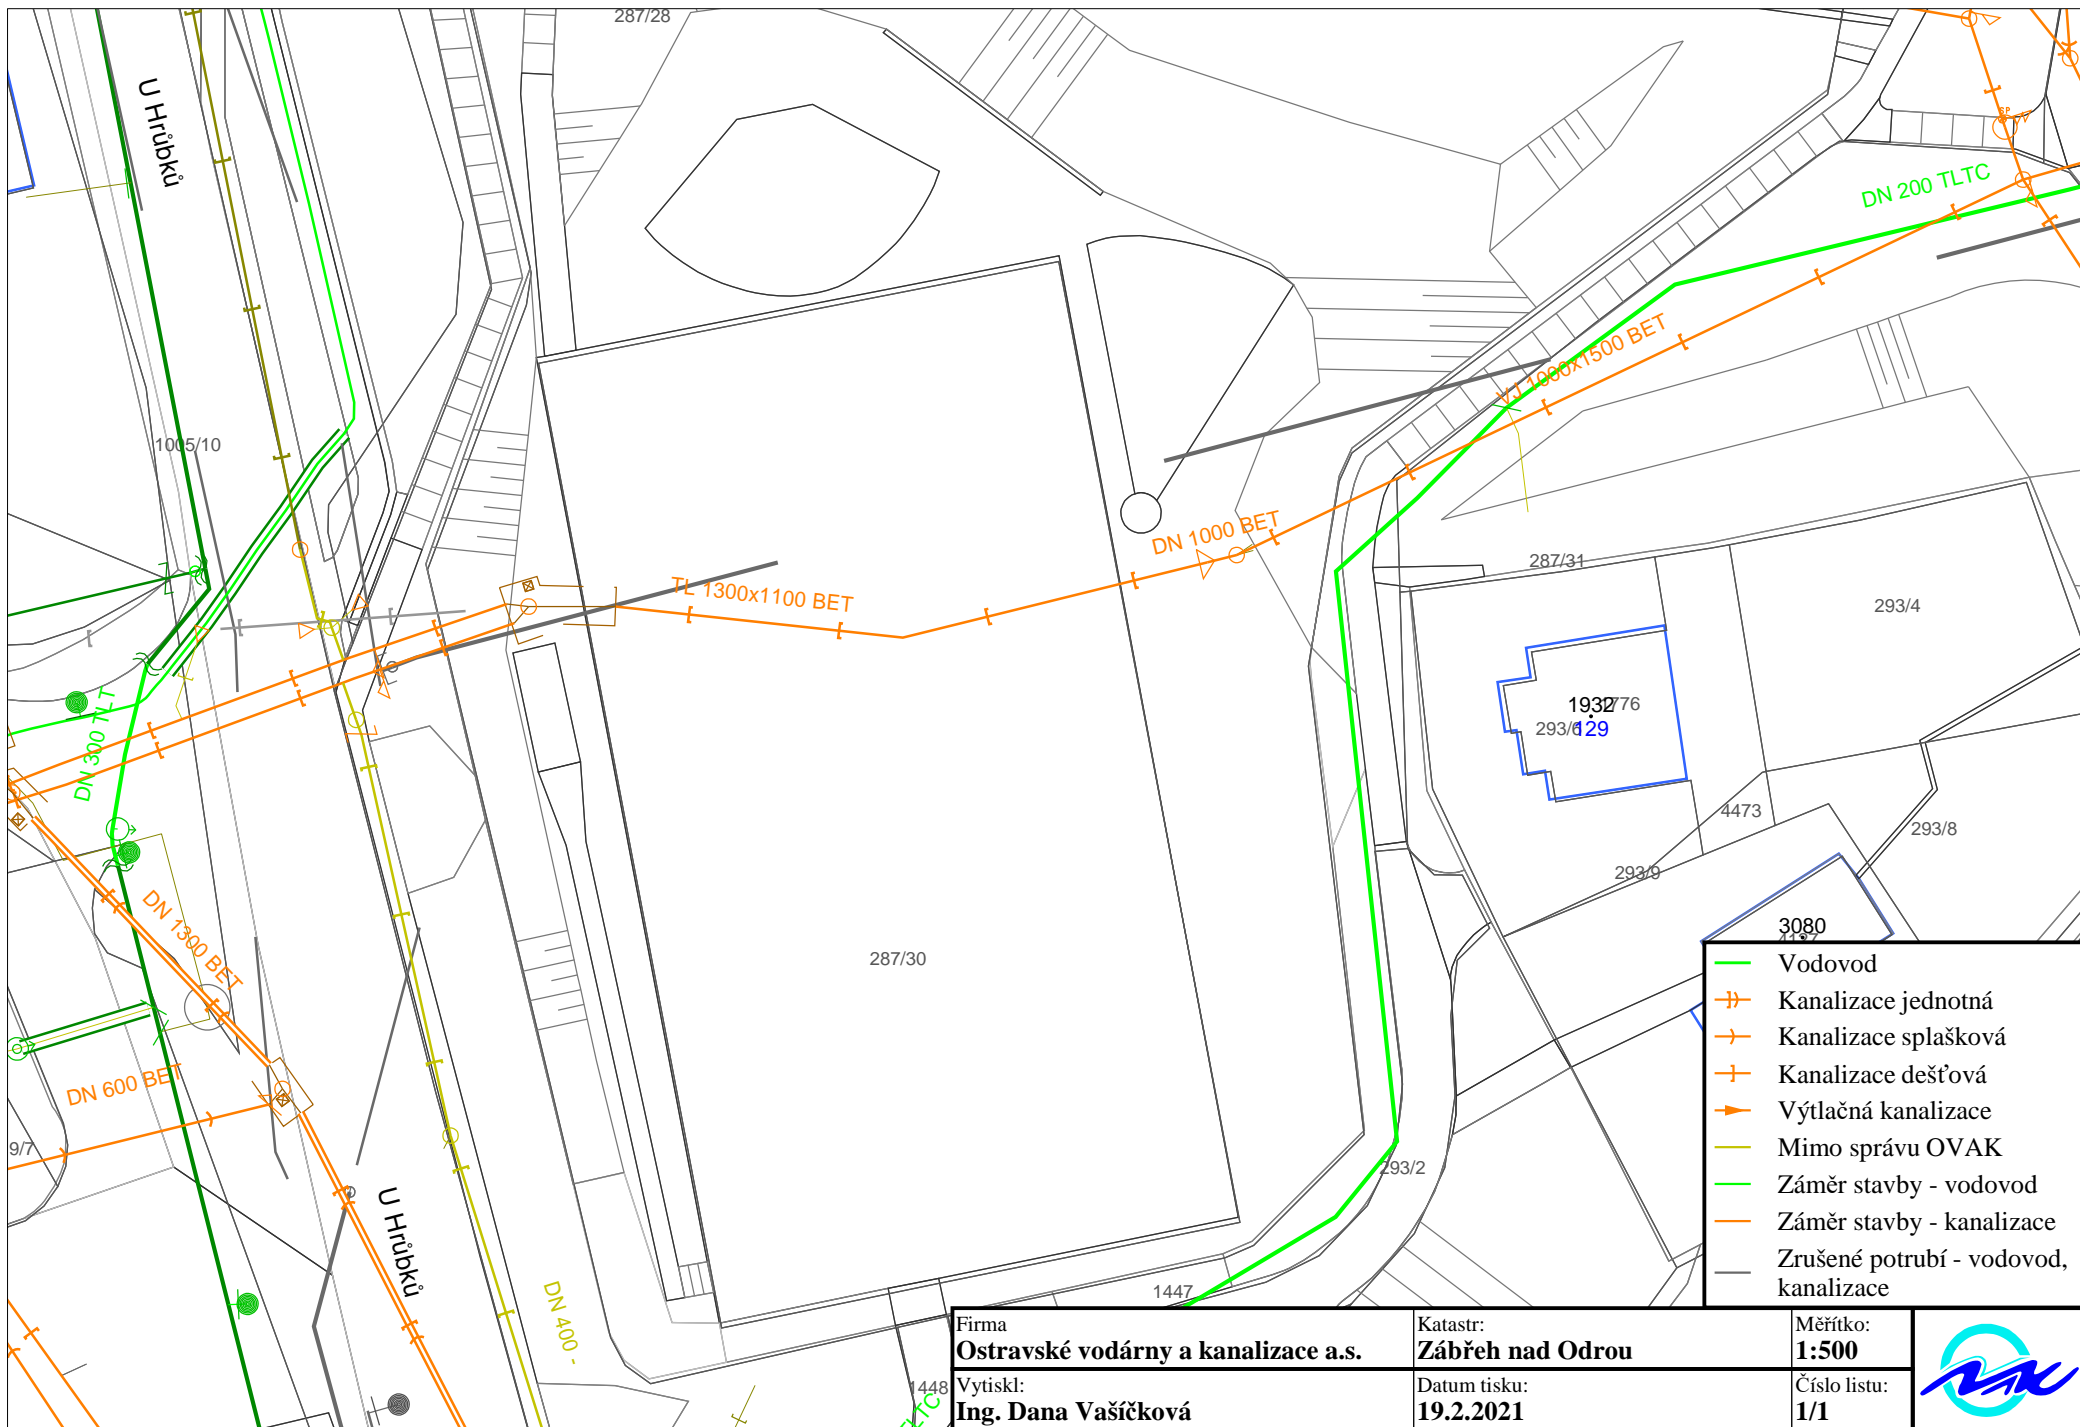 287/28
U Hrůbků
DN 200 TLTC
VJ 1000x1500 BET
1005/10
DN 1000 BET
287/31
TL 1300x1100 BET
293/4
1932
1776
293/6
129
DN 300 TLT
4473
293/8
293/9
DN 1300 BET
3080
287/30
DN 600 BET
9/7
293/2
U Hrůbků
1447
DN 400 -
1448
Vodovod
Kanalizace jednotná
Kanalizace splašková
Kanalizace dešťová
Výtlačná kanalizace
Mimo správu OVAK
Záměr stavby - vodovod
Záměr stavby - kanalizace
Zrušené potrubí - vodovod,
kanalizace
Firma
Ostravské vodárny a kanalizace a.s.
Katastr:
Zábřeh nad Odrou
Měřítko:
1:500
Vytiskl:
Ing. Dana Vašíčková
Datum tisku:
19.2.2021
Číslo listu:
1/1